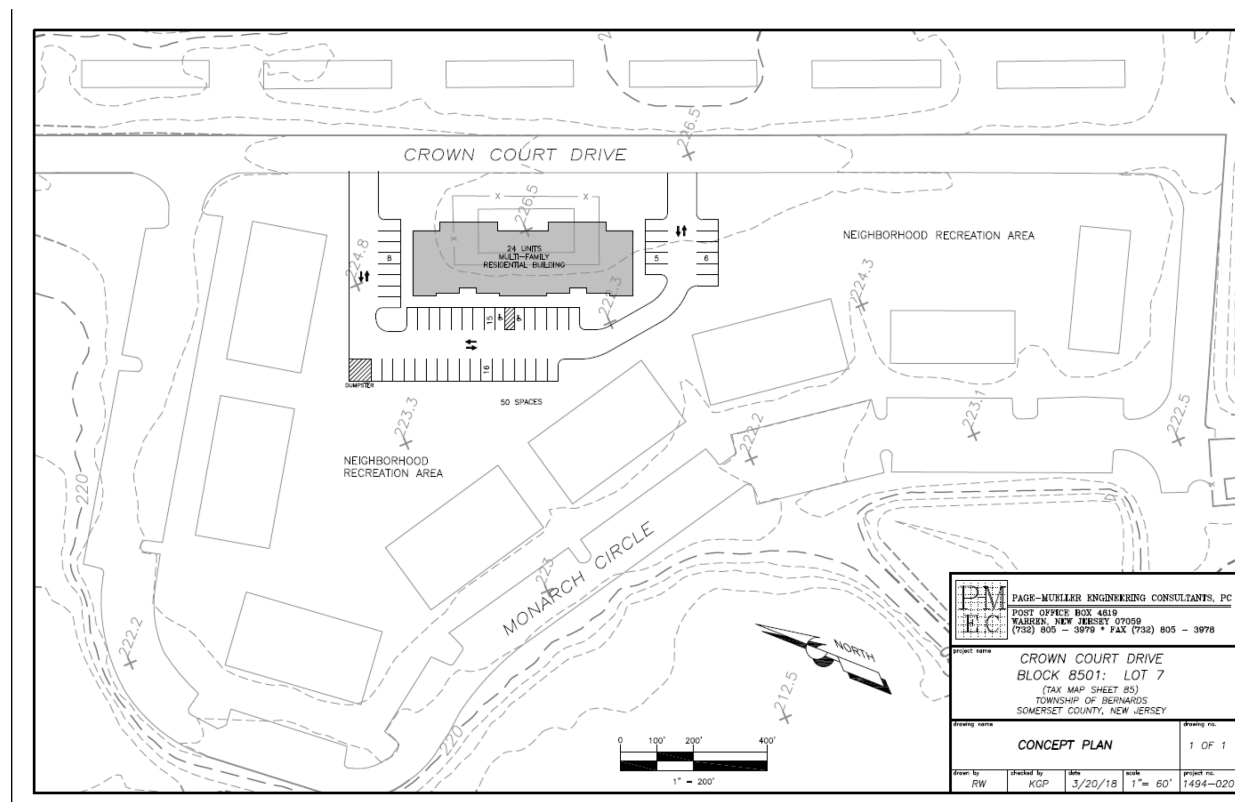 2
226.5
CROWN COURT DRIVE
226.5
NEIGHBORHOOD RECREATION AREA
24 UNITS
MULTI-FAMILY
RESIDENTIAL BUILDING
8
5
6
224.8
224.3
15
16
DUMPSTER
50 SPACES
223.3
222.2
223.1
222.5
NEIGHBORHOOD
RECREATION AREA
220
223
MONARCH CIRCLE
222.2
220
212.5
NORTH
0 100' 200' 400'
1" = 200'
PM
EC
PAGE-MUELLER ENGINEERING CONSULTANTS, PC
POST OFFICE BOX 4619
WARREN, NEW JERSEY 07059
(732) 805 - 3979 * FAX (732) 805 - 3978
project name
CROWN COURT DRIVE
BLOCK 8501: LOT 7
(TAX MAP SHEET 85)
TOWNSHIP OF BERNARDS
SOMERSET COUNTY, NEW JERSEY
drawing name
drawing no.
CONCEPT PLAN
1 OF 1
drawn by
RW
checked by
KGP
date
3/20/18
scale
1"= 60'
project no.
1494-020